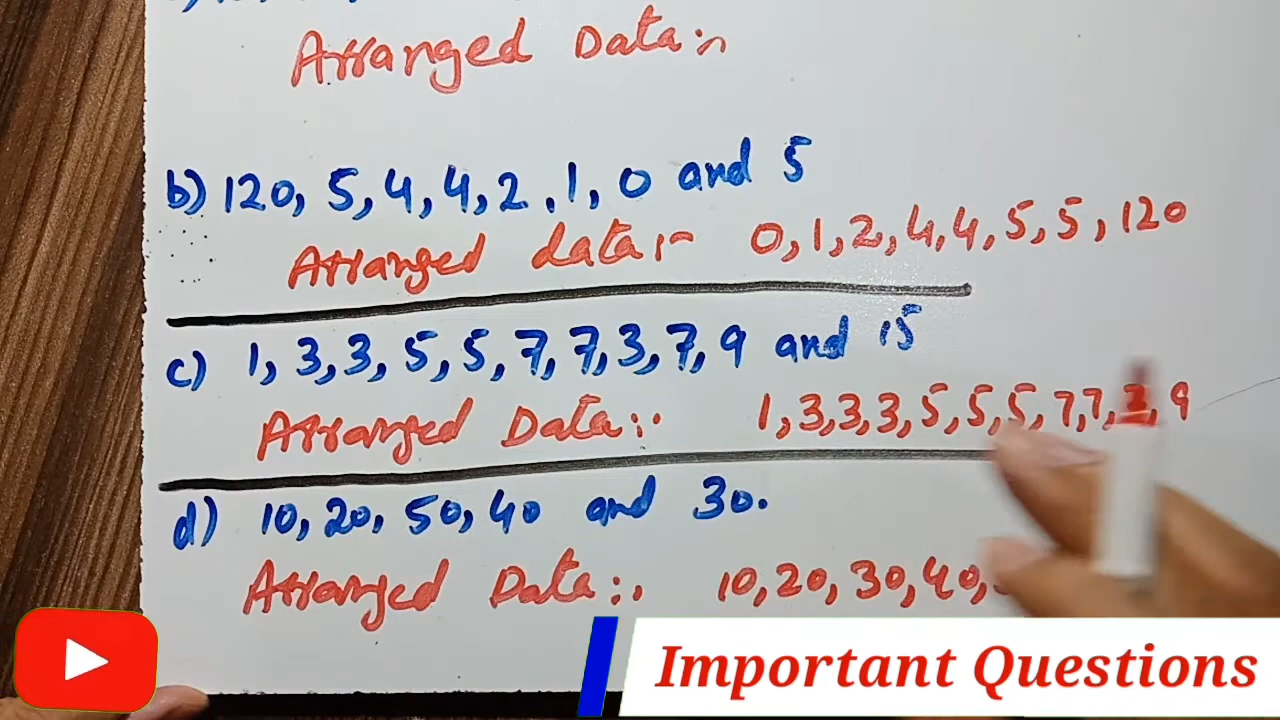 Arranged Data:-
b) 120, 5, 4, 4, 2, 1, 0 and 5
Arranged data:- 0, 1, 2, 4, 4, 5, 5, 120
c) 1, 3, 3, 5, 5, 7, 7, 3, 7, 9 and 15
Arranged Data:- 1, 3, 3, 3, 5, 5, 5, 7, 7, 9
d) 10, 20, 50, 40 and 30.
Arranged Data:- 10, 20, 30, 40,
Important Questions